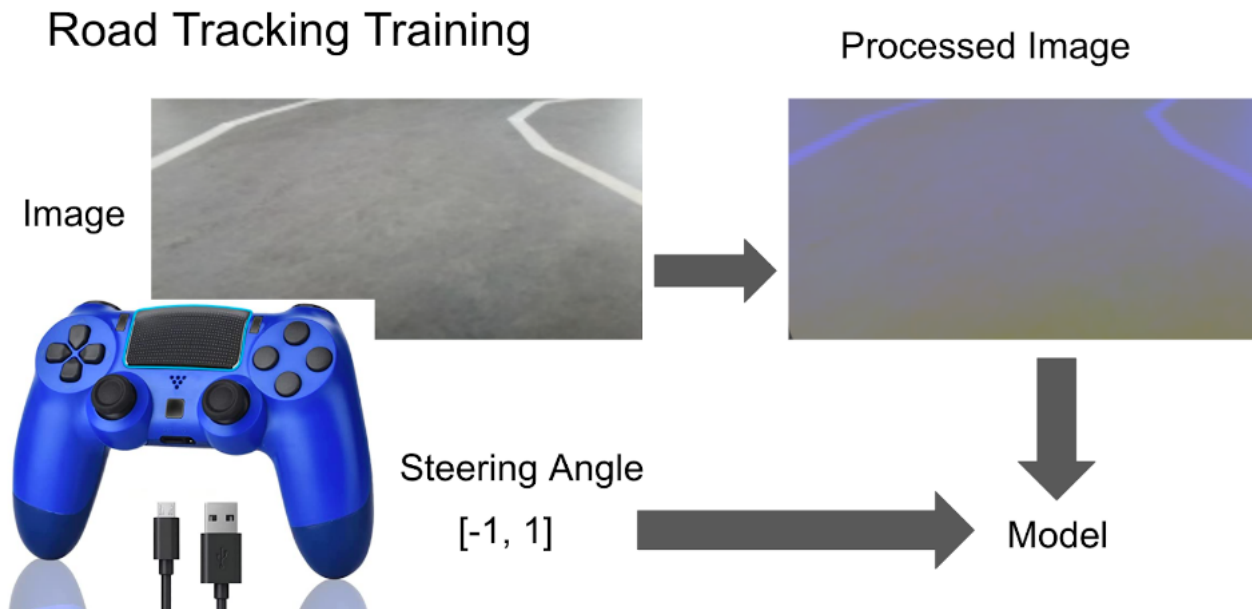 Road Tracking Training
Processed Image
Image
Steering Angle
[-1, 1]
Model